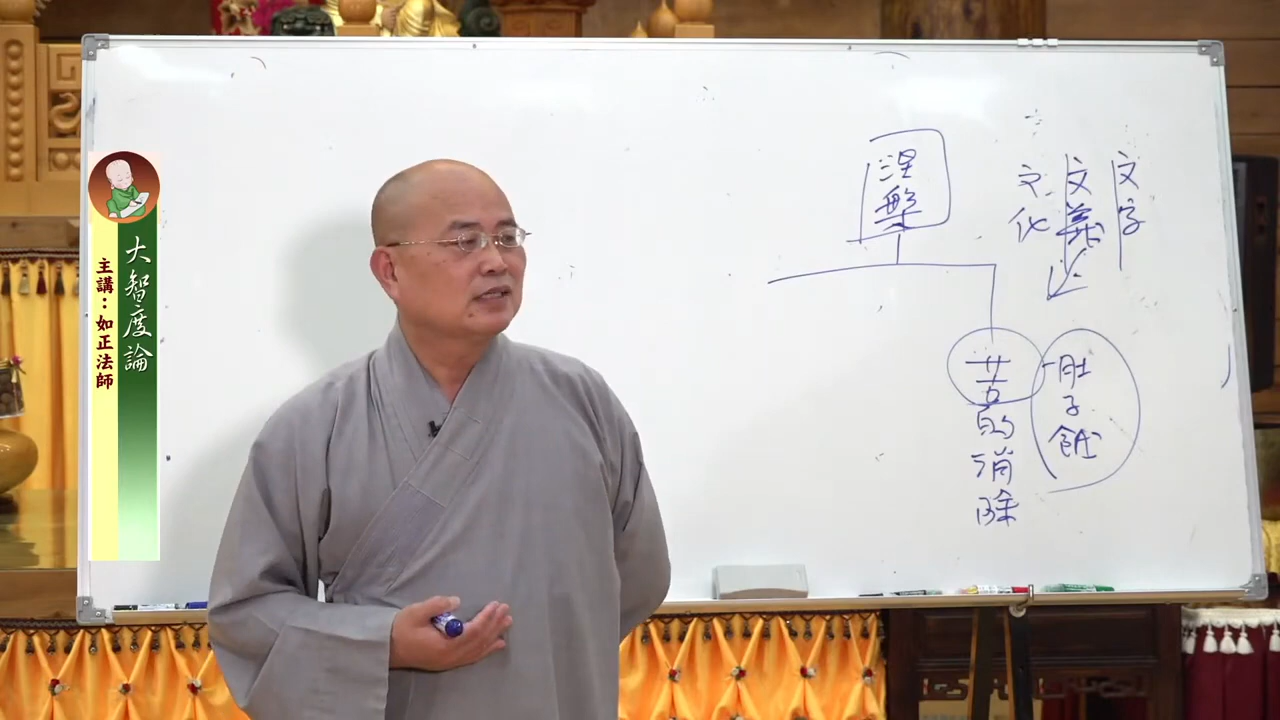 大智度論
主講：如正法師
文字
文義
文化
涅槃
苦的消除
肚子餓